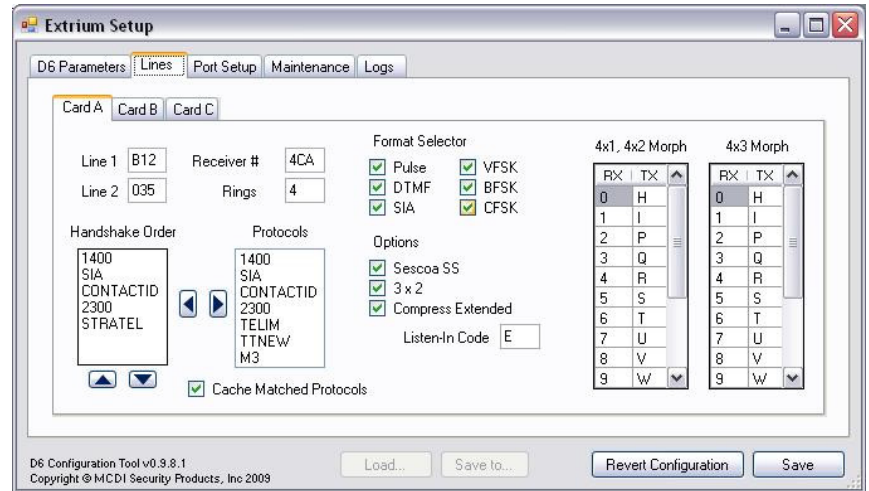 Extrium Setup
D6 Parameters Lines Port Setup Maintenance Logs
Card A Card B Card C
Line 1 B12 Receiver # 4CA
Line 2 035 Rings 4
Handshake Order
1400
SIA
CONTACTID
2300
STRATEL
Protocols
1400
SIA
CONTACTID
2300
TELIM
TTNEW
M3
Cache Matched Protocols
Format Selector
Pulse VFSK
DTMF BFSK
SIA CFSK
Options
Sescoa SS
3 x 2
Compress Extended
Listen-In Code E
4x1, 4x2 Morph
RX TX
0 H
1 I
2 P
3 Q
4 R
5 S
6 T
7 U
8 V
9 W
4x3 Morph
RX TX
0 H
1 I
2 P
3 Q
4 R
5 S
6 T
7 U
8 V
9 W
D6 Configuration Tool v0.9.8.1
Copyright © MCDI Security Products, Inc 2009
Load... Save to... Revert Configuration Save